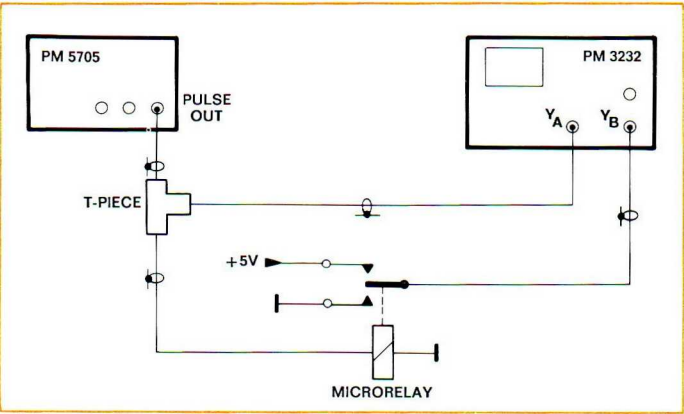 PM 5705
PULSE
OUT
PM 3232
YA
YB
T-PIECE
+5V
MICRORELAY